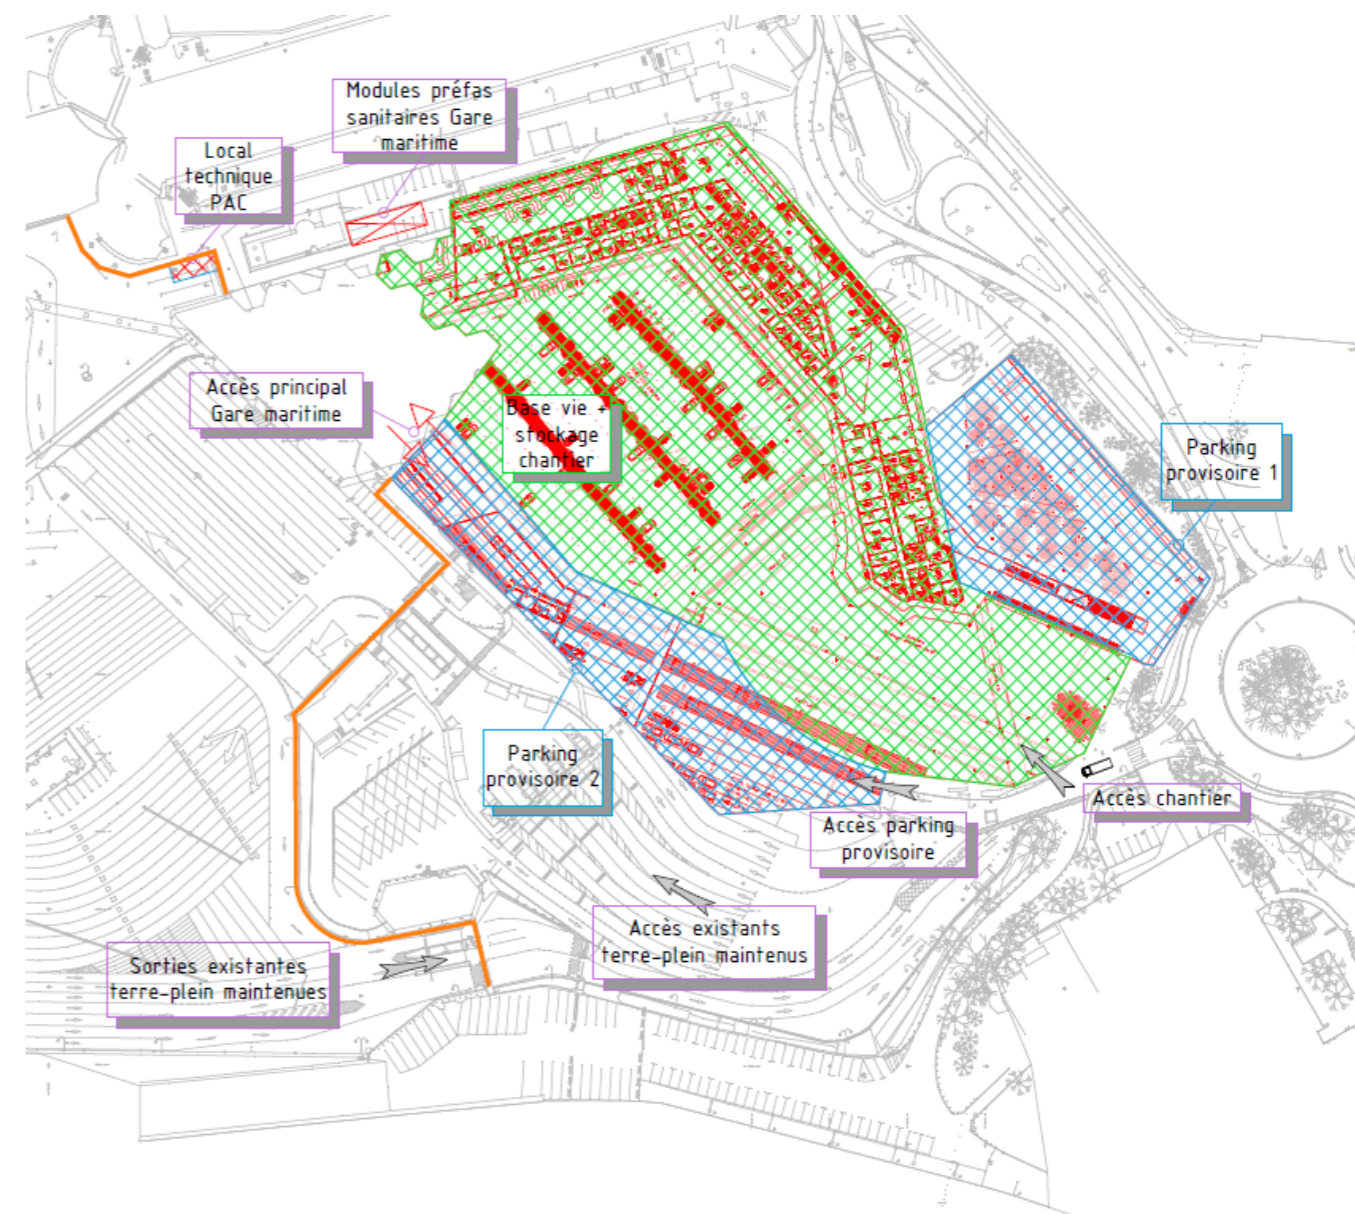 Modules préfas
sanitaires Gare
maritime
Local
technique
PAC
Accès principal
Gare maritime
Base vie +
stockage
chantier
Parking
provisoire 1
Parking
provisoire 2
Accès chantier
Accès parking
provisoire
Accès existants
terre-plein maintenus
Sorties existantes
terre-plein maintenues